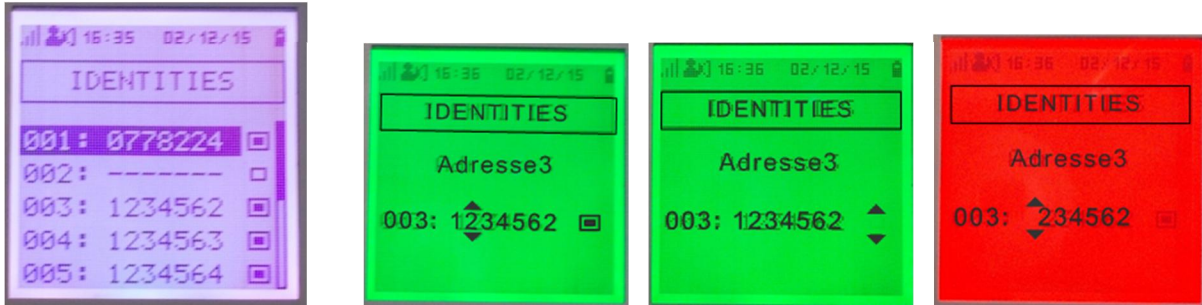 16:35 02/12/15
IDENTITIES
001: 0778224
002: -------
003: 1234562
004: 1234563
005: 1234564
16:36 02/12/15
IDENTITIES
Adresse3
003: 1234562
16:36 02/12/15
IDENTITIES
Adresse3
003: 1234562
16:36 02/12/15
IDENTITIES
Adresse3
003: 234562